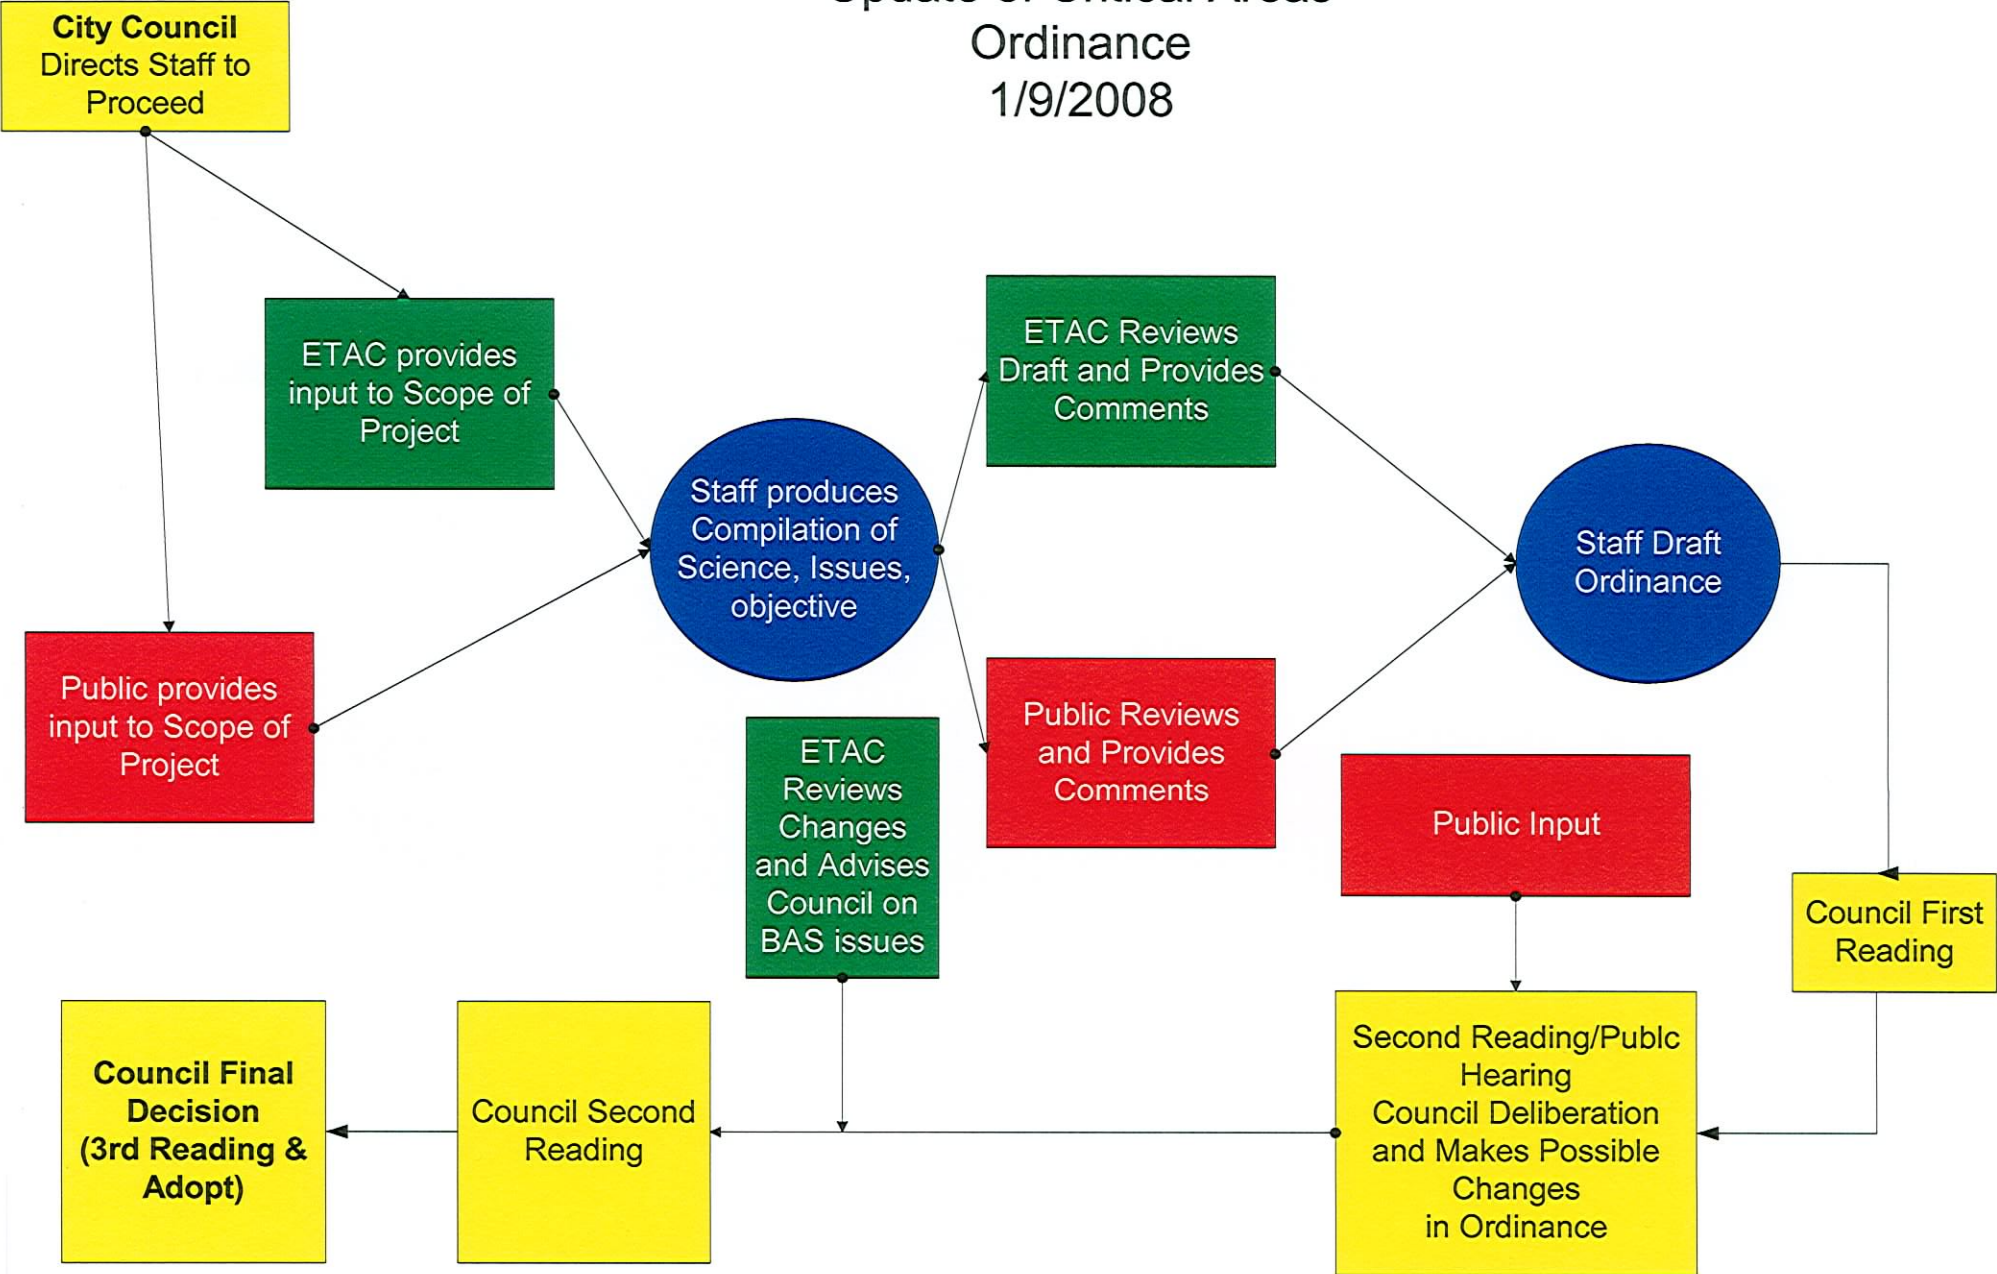 City Council
Directs Staff to
Proceed
Update of Critical Areas
Ordinance
1/9/2008
ETAC provides
input to Scope of
Project
Public provides
input to Scope of
Project
Staff produces
Compilation of
Science, Issues,
objective
ETAC Reviews
Draft and Provides
Comments
Public Reviews
and Provides
Comments
Staff Draft
Ordinance
Council First
Reading
Public Input
Second Reading/Publc
Hearing
Council Deliberation
and Makes Possible
Changes
in Ordinance
ETAC
Reviews
Changes
and Advises
Council on
BAS issues
Council Second
Reading
Council Final
Decision
(3rd Reading &
Adopt)